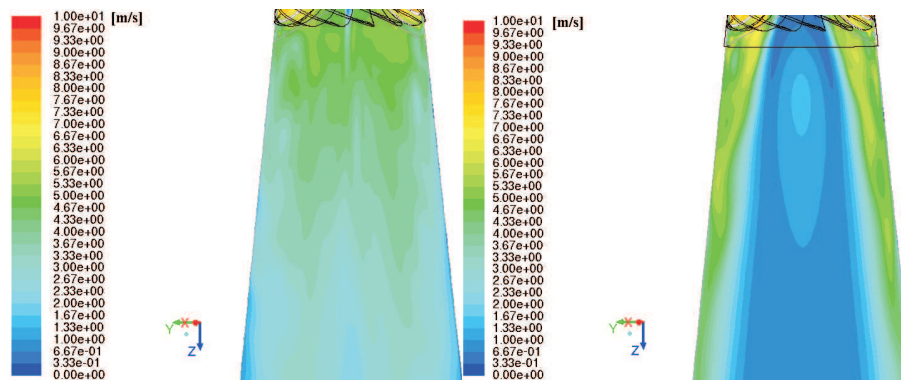 1.00e+01 [m/s]
9.67e+00
9.33e+00
9.00e+00
8.67e+00
8.33e+00
8.00e+00
7.67e+00
7.33e+00
7.00e+00
6.67e+00
6.33e+00
6.00e+00
5.67e+00
5.33e+00
5.00e+00
4.67e+00
4.33e+00
4.00e+00
3.67e+00
3.33e+00
3.00e+00
2.67e+00
2.33e+00
2.00e+00
1.67e+00
1.33e+00
1.00e+00
6.67e-01
3.33e-01
0.00e+00
Y X
Z
1.00e+01 [m/s]
9.67e+00
9.33e+00
9.00e+00
8.67e+00
8.33e+00
8.00e+00
7.67e+00
7.33e+00
7.00e+00
6.67e+00
6.33e+00
6.00e+00
5.67e+00
5.33e+00
5.00e+00
4.67e+00
4.33e+00
4.00e+00
3.67e+00
3.33e+00
3.00e+00
2.67e+00
2.33e+00
2.00e+00
1.67e+00
1.33e+00
1.00e+00
6.67e-01
3.33e-01
0.00e+00
Y X
Z